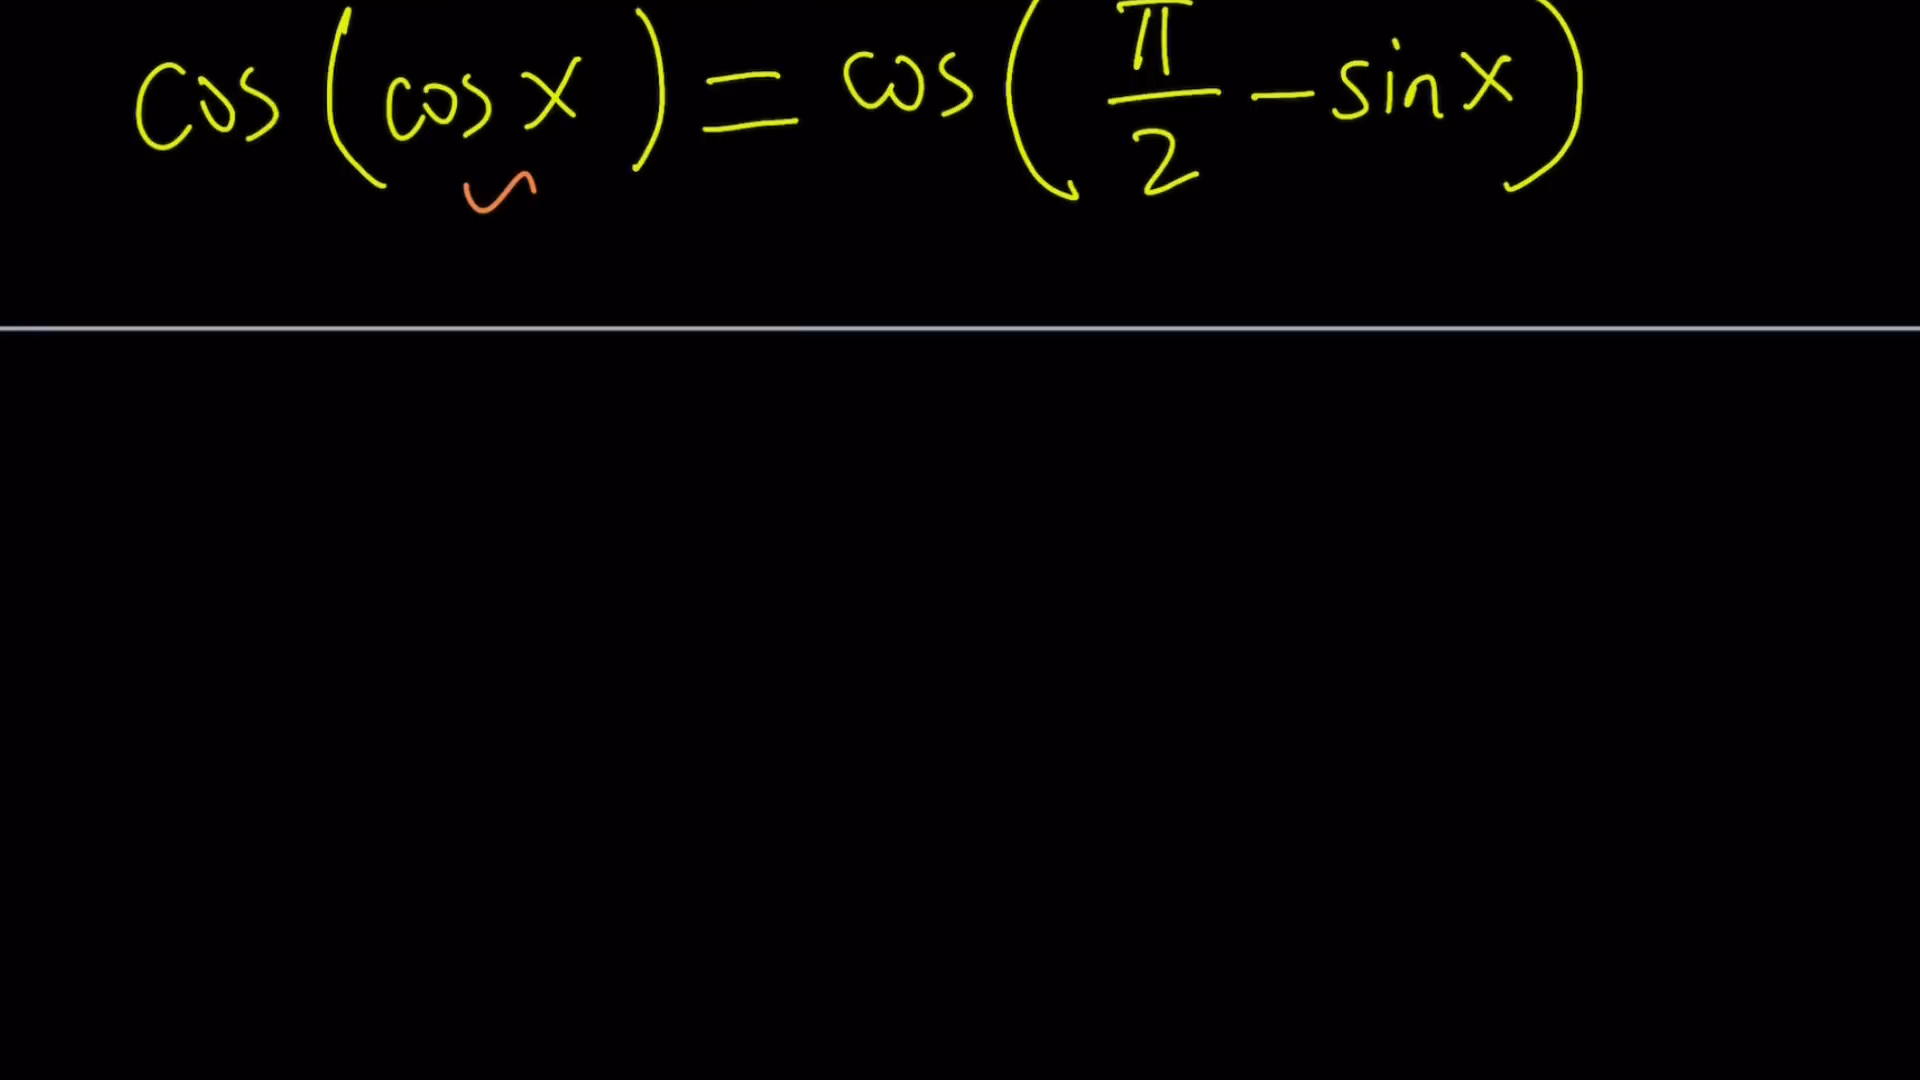 cos(cos x) = cos(π/2 - sin x)